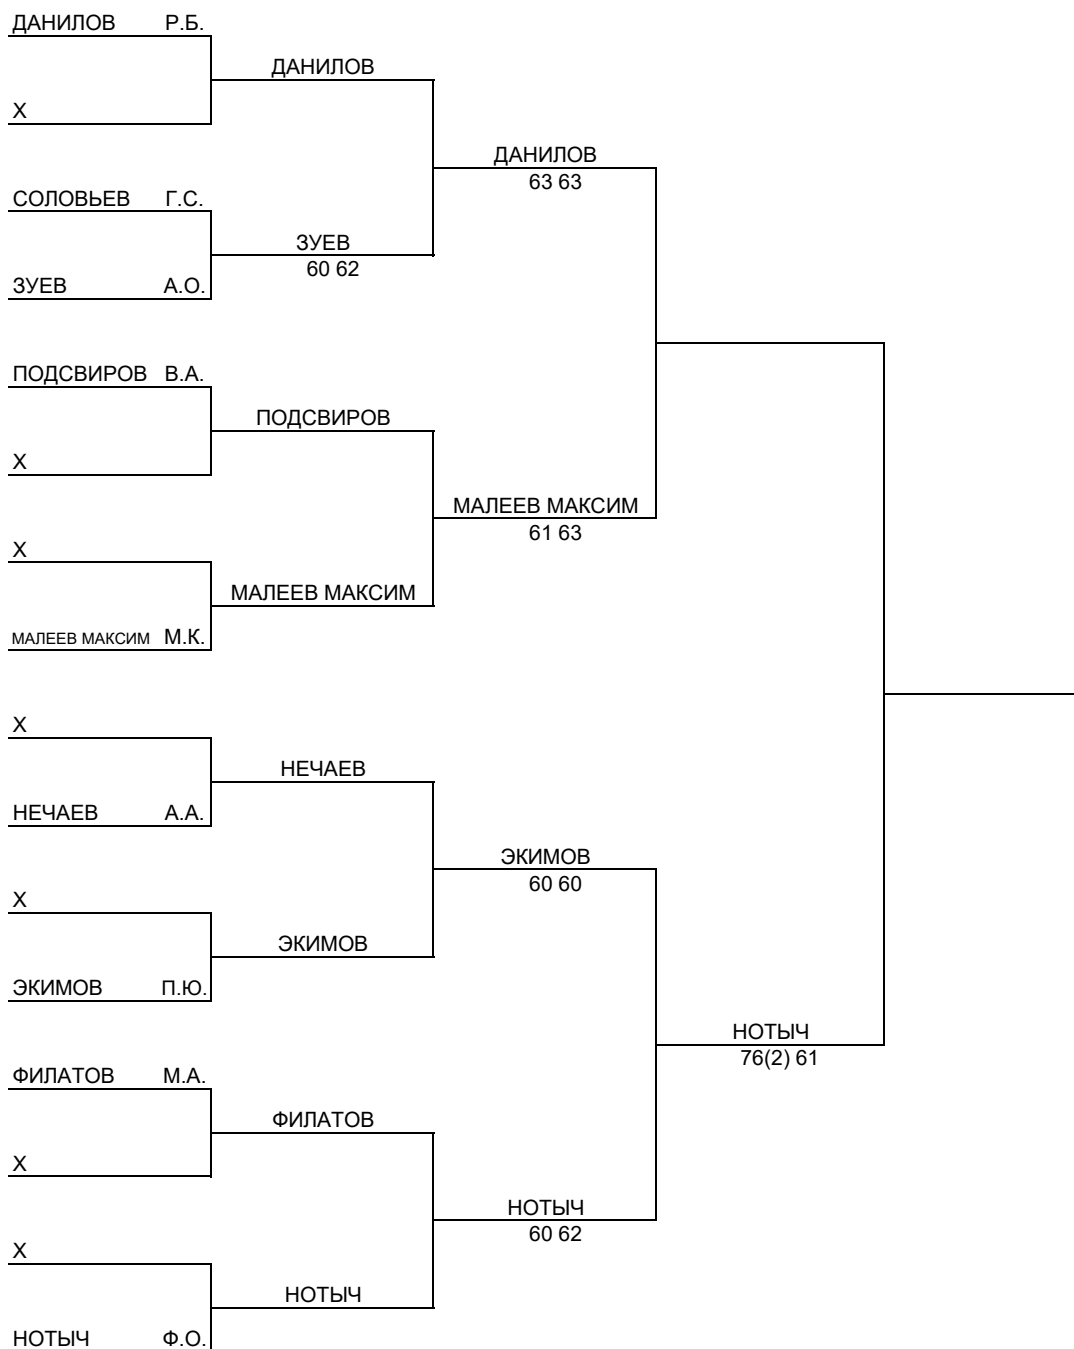 ДАНИЛОВ Р.Б.
ДАНИЛОВ
Х
ДАНИЛОВ
63 63
СОЛОВЬЕВ Г.С.
ЗУЕВ
60 62
ЗУЕВ А.О.
ПОДСВИРОВ В.А.
ПОДСВИРОВ
Х
МАЛЕЕВ МАКСИМ
61 63
Х
МАЛЕЕВ МАКСИМ
МАЛЕЕВ МАКСИМ М.К.
Х
НЕЧАЕВ
НЕЧАЕВ А.А.
ЭКИМОВ
60 60
Х
ЭКИМОВ
ЭКИМОВ П.Ю.
НОТЫЧ
76(2) 61
ФИЛАТОВ М.А.
ФИЛАТОВ
Х
НОТЫЧ
60 62
Х
НОТЫЧ
НОТЫЧ Ф.О.